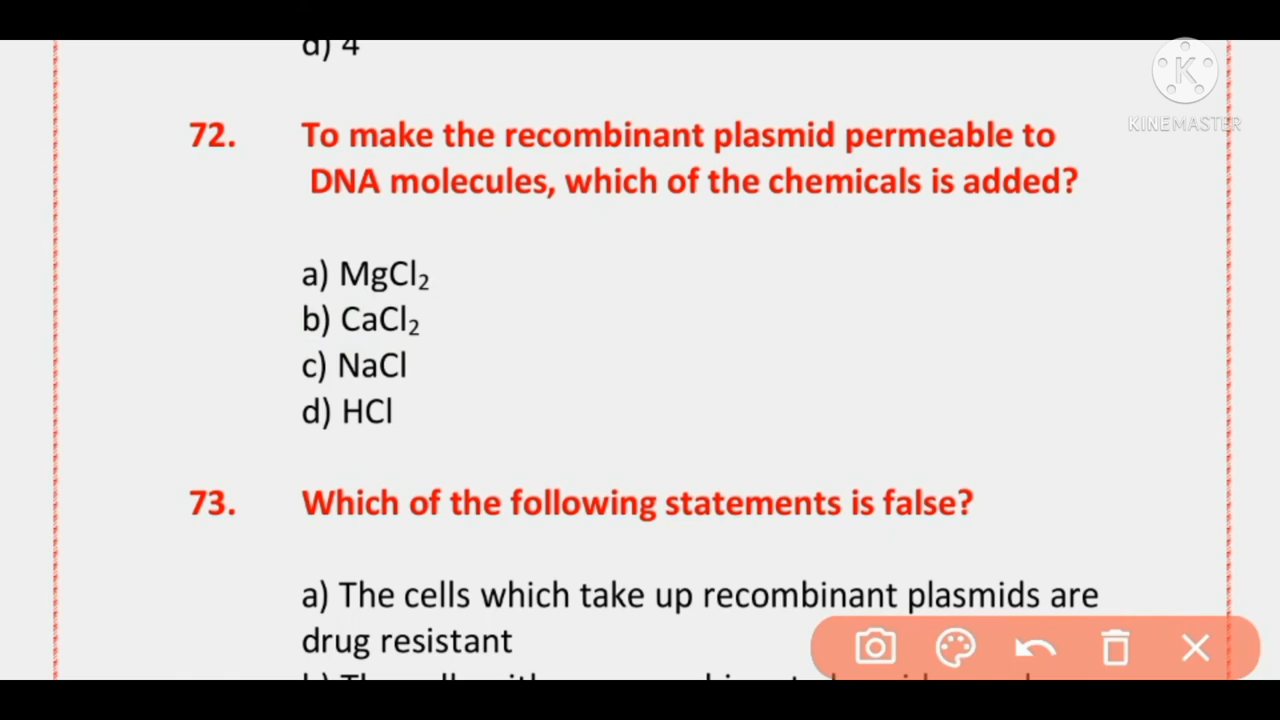 d) 4
K
KINEMASTER
72. To make the recombinant plasmid permeable to
DNA molecules, which of the chemicals is added?
a) MgCl₂
b) CaCl₂
c) NaCl
d) HCl
73. Which of the following statements is false?
a) The cells which take up recombinant plasmids are
drug resistant